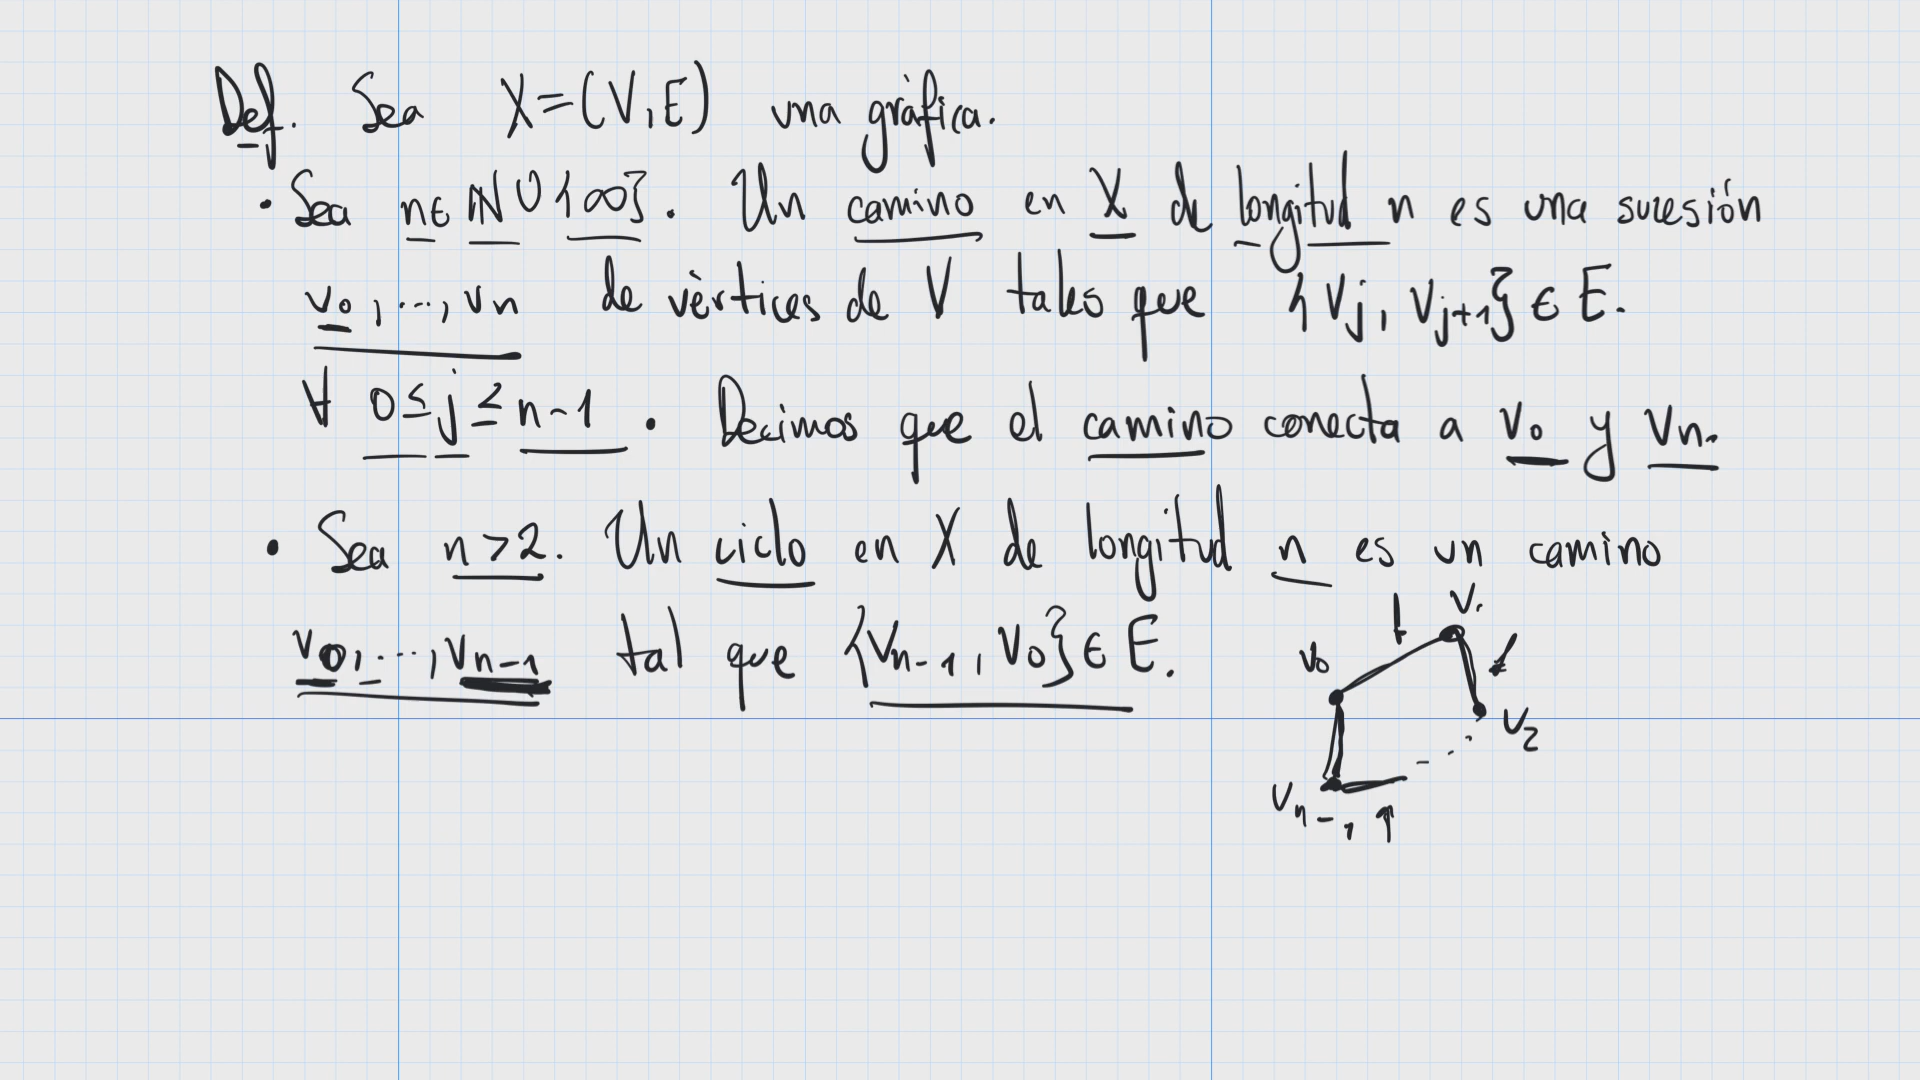 Def. Sea X=(V,E) una gráfica.
• Sea n∈ℕ∪{∞}. Un camino en X de longitud n es una sucesión
v0,...,vn de vértices de V tales que {Vj, Vj+1}∈E.
∀ 0≤j≤n-1. Decimos que el camino conecta a v0 y vn.
• Sea n>2. Un ciclo en X de longitud n es un camino
v0,...,vn-1 tal que {Vn-1, V0}∈E.
v1
v0
v2
vn-1